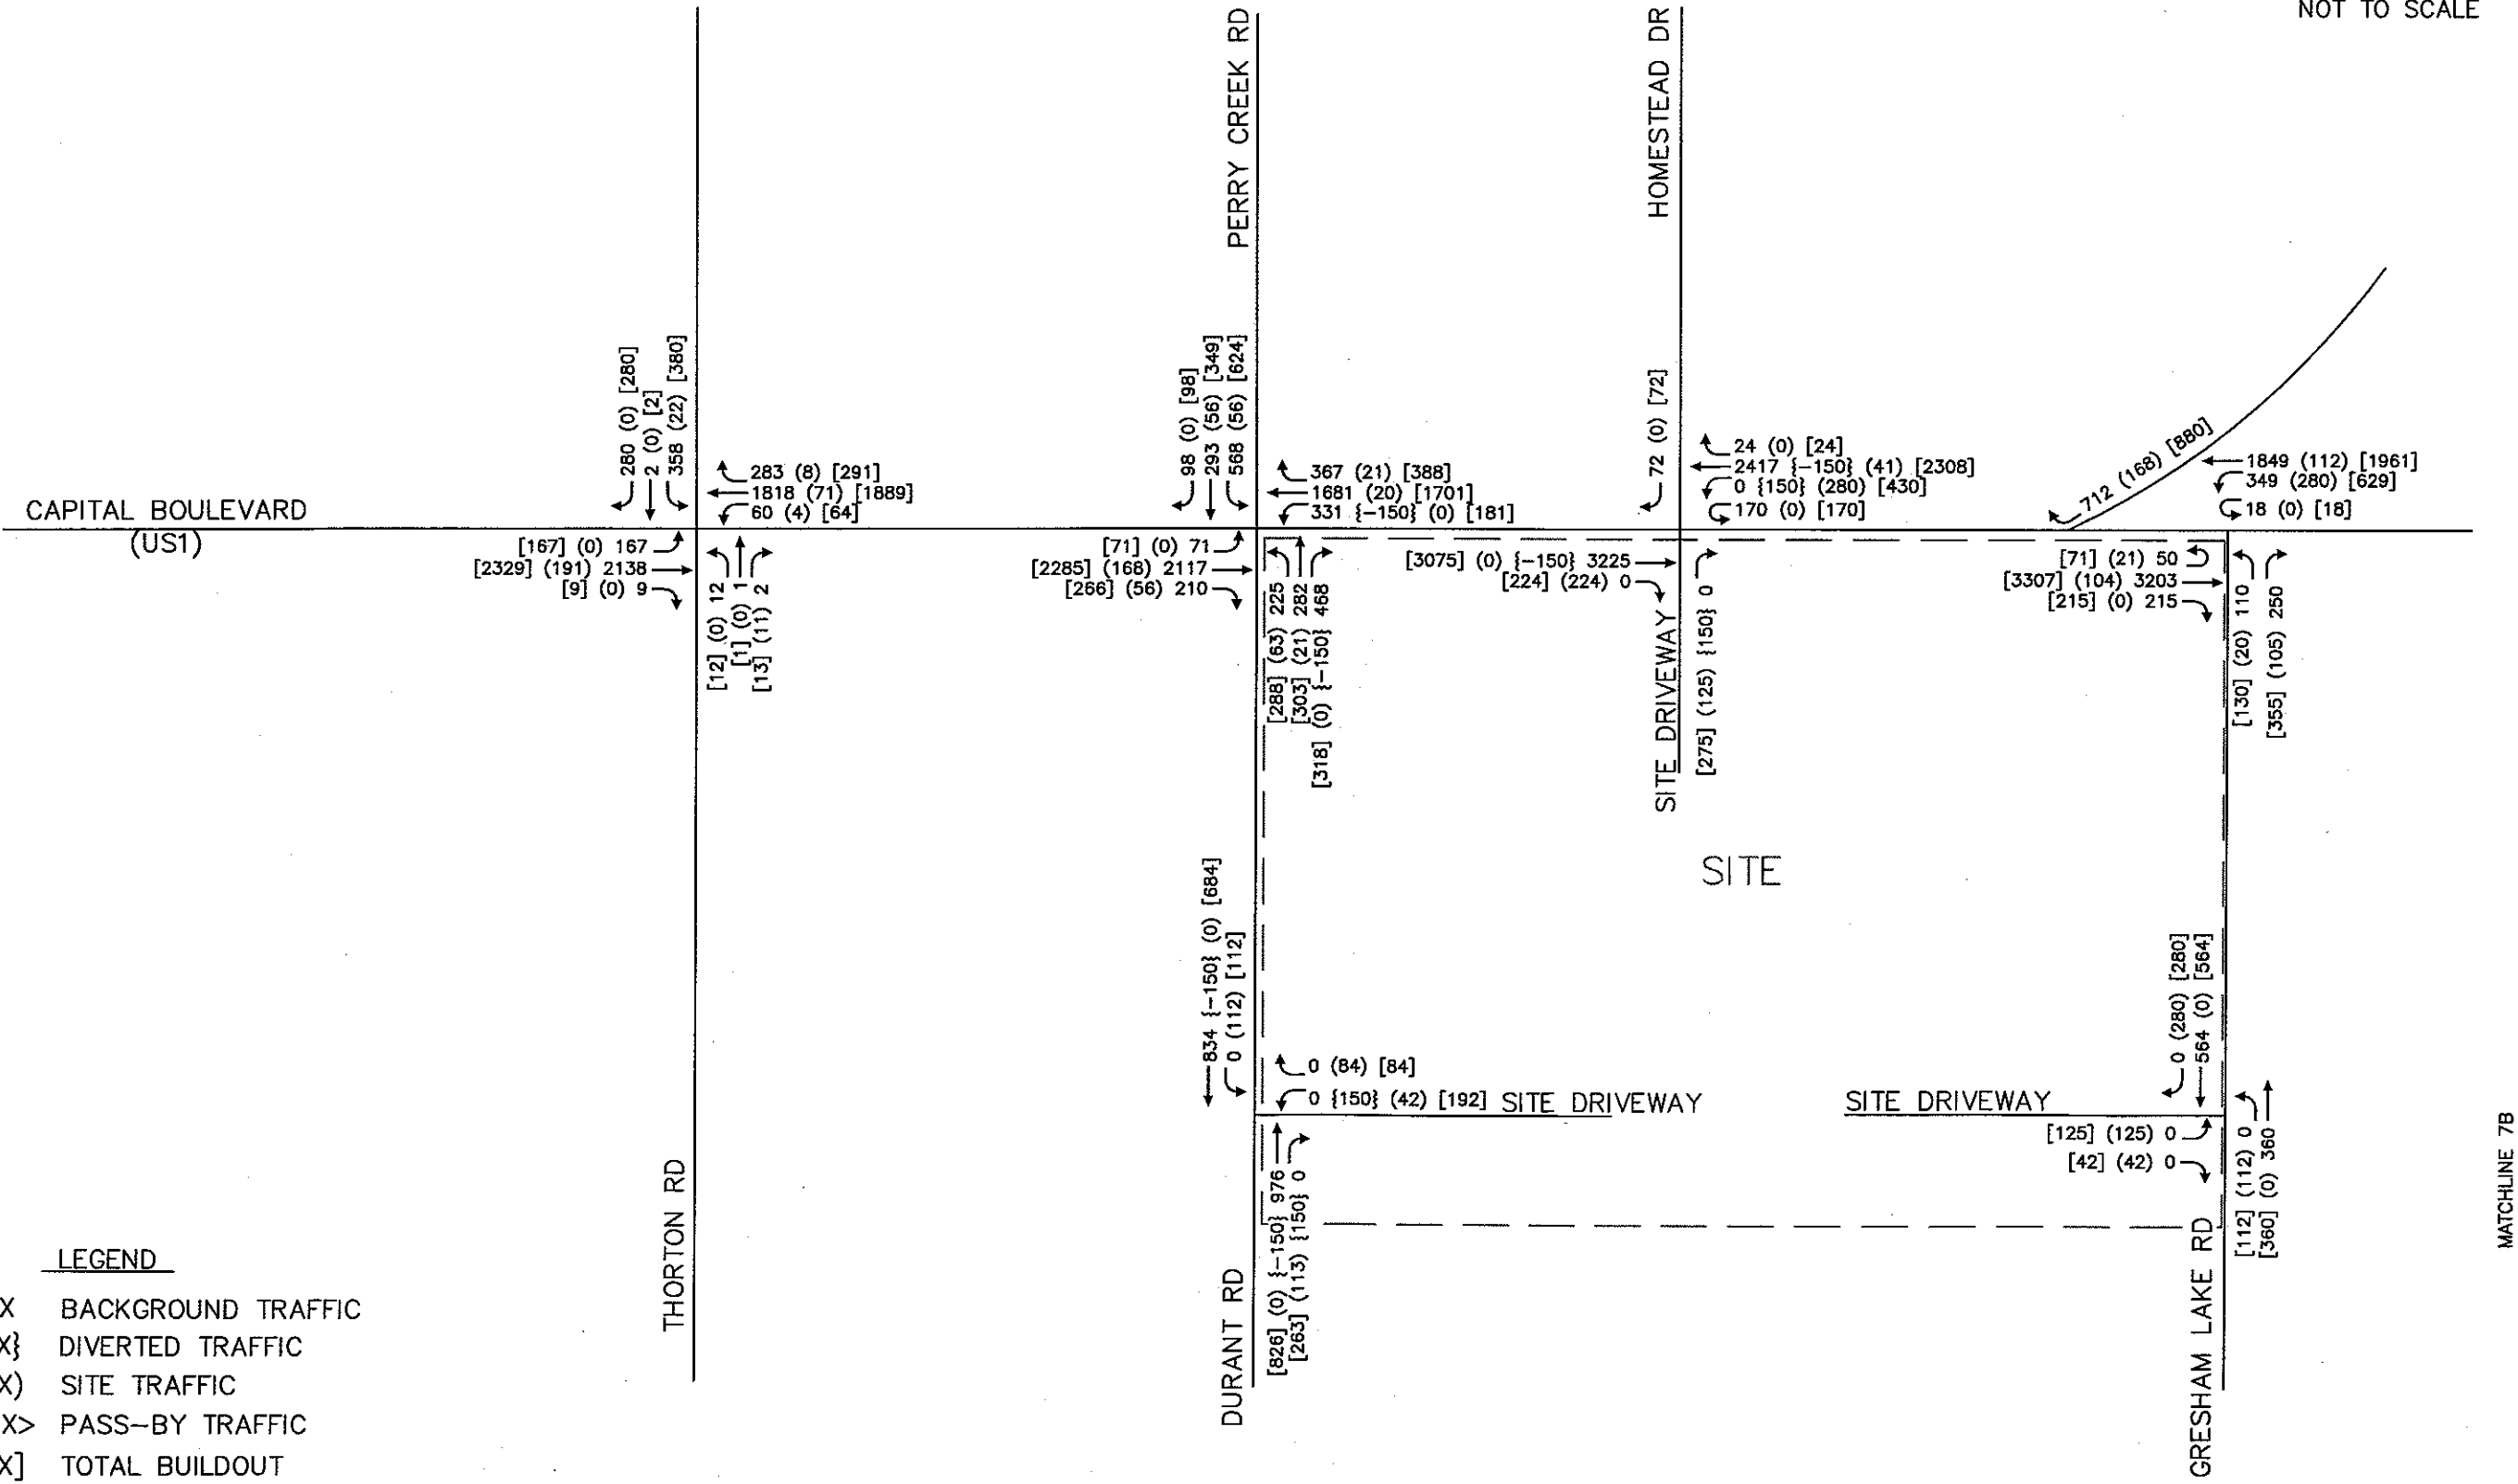 NOT TO SCALE
PERRY CREEK RD
HOMESTEAD DR
280 (0) [280]
2 (0) [2]
358 (22) [380]
283 (8) [291]
1818 (71) [1889]
60 (4) [64]
CAPITAL BOULEVARD
(US1)
[167] (0) 167
[2329] (191) 2138
[9] (0) 9
[12] (0) 12
[1] (0) 1
[13] (11) 2
98 (0) [98]
293 (56) [349]
568 (56) [624]
367 (21) [388]
1681 (20) [1701]
331 {-150} (0) [181]
[71] (0) 71
[2285] (168) 2117
[266] (56) 210
[288] (63) 225
[303] (21) 282
[318] (0) {-150} 468
72 (0) [72]
24 (0) [24]
2417 {-150} (41) [2308]
0 {150} (280) [430]
170 (0) [170]
[3075] (0) {-150} 3225
[224] (224) 0
SITE DRIVEWAY
[275] (125) {150} 0
712 (168) [880]
1849 (112) [1961]
349 (280) [629]
18 (0) [18]
[71] (21) 50
[3307] (104) 3203
[215] (0) 215
[130] (20) 110
[355] (105) 250
SITE
834 {-150} (0) [684]
0 (112) [112]
0 (84) [84]
0 {150} (42) [192]
SITE DRIVEWAY
[826] (0) {-150} 976
[263] (113) {150} 0
SITE DRIVEWAY
0 (280) [280]
564 (0) [564]
[125] (125) 0
[42] (42) 0
[112] (112) 0
[360] (0) 360
THORTON RD
DURANT RD
GRESHAM LAKE RD
MATCHLINE 7B
LEGEND
X BACKGROUND TRAFFIC
X} DIVERTED TRAFFIC
X) SITE TRAFFIC
X> PASS-BY TRAFFIC
X] TOTAL BUILDOUT